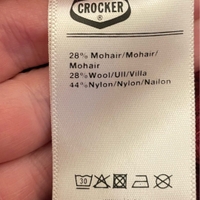 CROCKER
®
28% Mohair/Mohair/
Mohair
28% Wool/Ull/Villa
44% Nylon/Nylon/Nailon
30